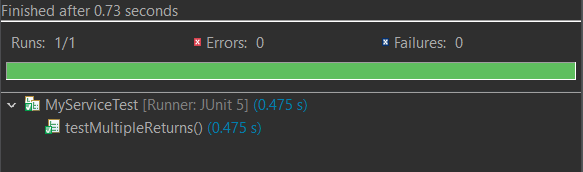 Finished after 0.73 seconds
Runs: 1/1 Errors: 0 Failures: 0
MyServiceTest [Runner: JUnit 5] (0.475 s)
testMultipleReturns() (0.475 s)